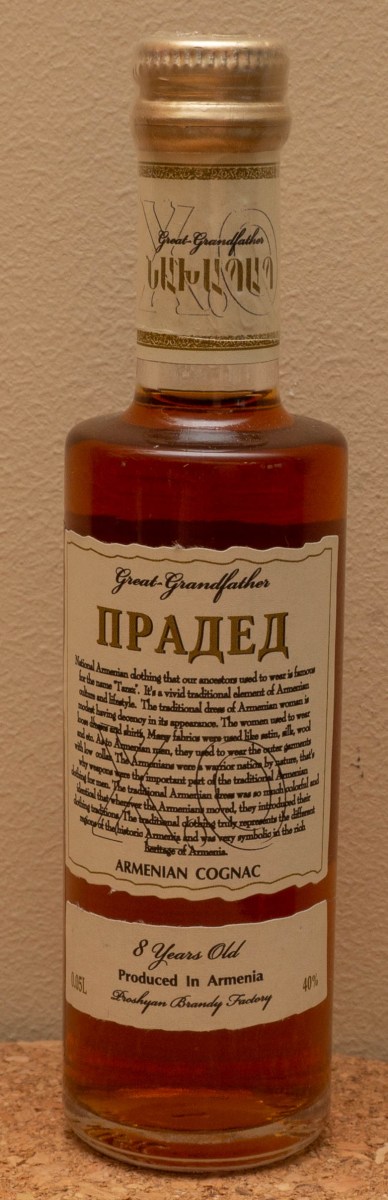 XO
Great-Grandfather
ՆԱԽԱՊԱՊ
Great-Grandfather
ПРАДЕД
National Armenian clothing that our ancestors used to wear is famous
for the name "Taraz". It's a vivid traditional element of Armenian
culture and lifestyle. The traditional dress of Armenian woman is
modest having decency in its appearance. The women used to wear
loose dresses and shirts. Many fabrics were used like satin, silk, wool
and etc. As to Armenian men, they used to wear the outer garments
with low collars. The Armenians were a warrior nation by nature, that's
why weapons were the important part of the traditional Armenian
clothing for men. The traditional Armenian dress was so much colorful and
identical that wherever the Armenians moved, they introduced their
clothing traditions. The traditional clothing truly represents the different
regions of the historic Armenia and was very symbolic in the rich
heritage of Armenia.
ARMENIAN COGNAC
8 Years Old
0.05L Produced In Armenia 40%
Proshyan Brandy Factory